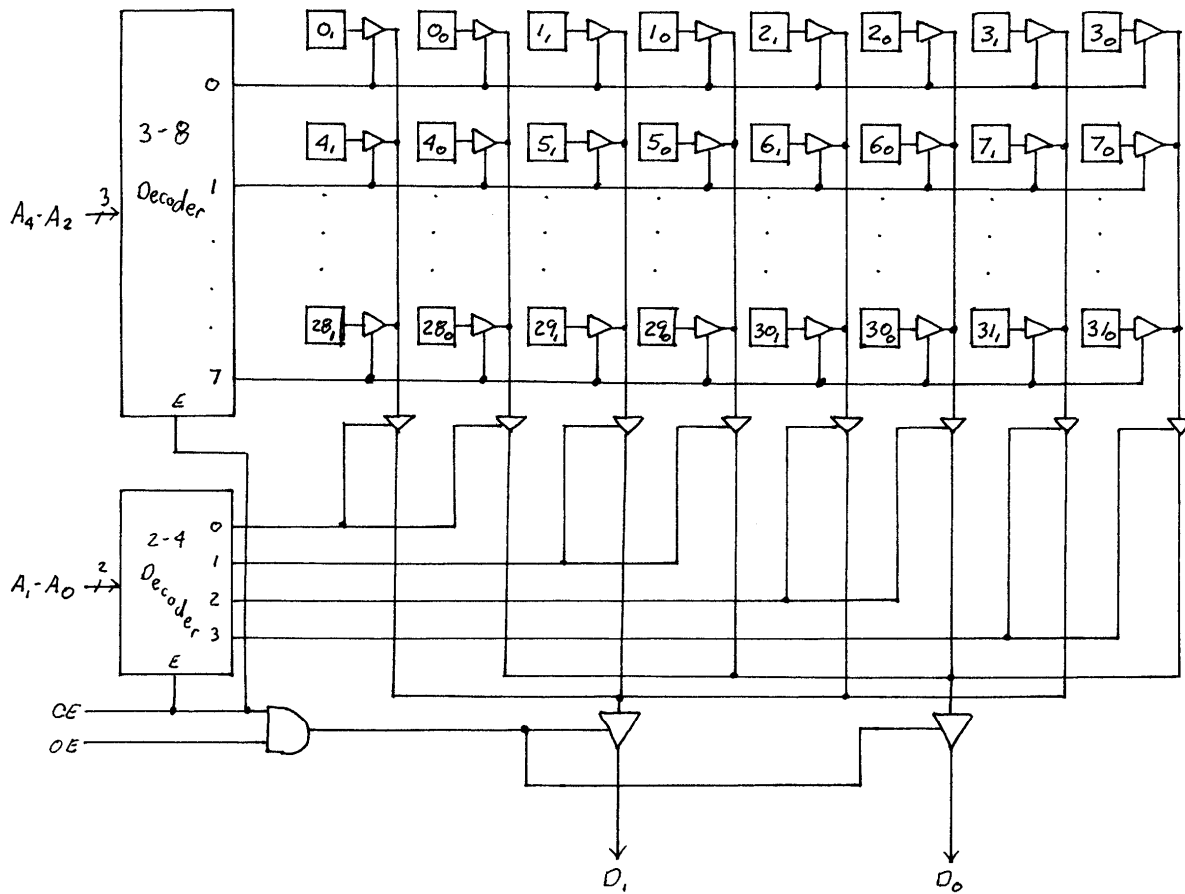 0₁ 0₀ 1₁ 1₀ 2₁ 2₀ 3₁ 3₀
0
3-8
Decoder
4₁ 4₀ 5₁ 5₀ 6₁ 6₀ 7₁ 7₀
1
A₄-A₂ 3
28₁ 28₀ 29₁ 29₀ 30₁ 30₀ 31₁ 31₀
7
E
0
2-4
Decoder
1
A₁-A₀ 2
2
3
E
CE
OE
D₁ D₀